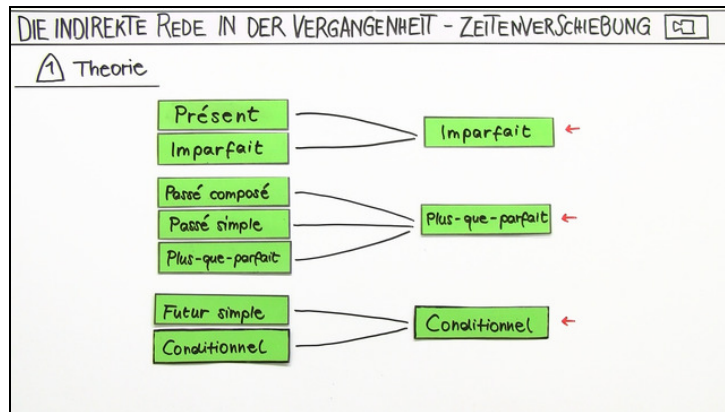 DIE INDIREKTE REDE IN DER VERGANGENHEIT - ZEITENVERSCHIEBUNG
1 Theorie
Présent
Imparfait
Imparfait
Passé composé
Passé simple
Plus-que-parfait
Plus-que-parfait
Futur simple
Conditionnel
Conditionnel